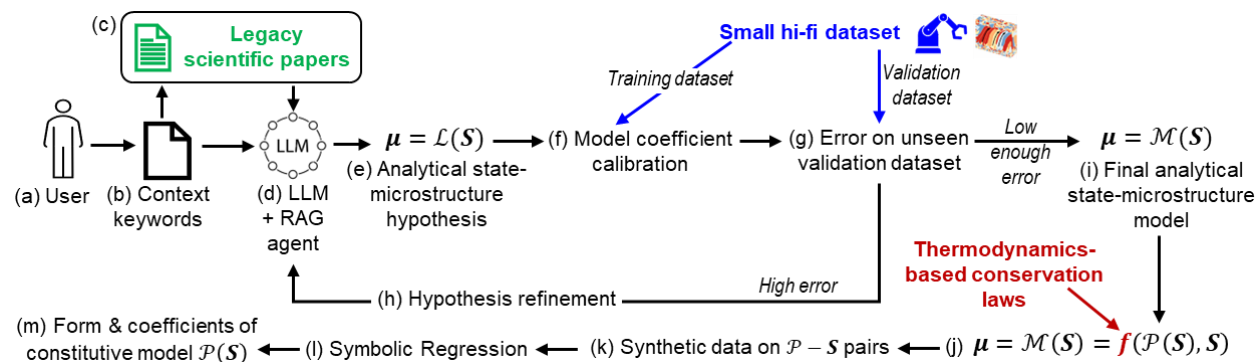 (c)
Legacy
scientific papers
Small hi-fi dataset
Training dataset
Validation
dataset
LLM
μ = ℒ(S)
(a) User
(b) Context
keywords
(d) LLM
+ RAG
agent
(e) Analytical state-
microstructure
hypothesis
(f) Model coefficient
calibration
(g) Error on unseen
validation dataset
Low
enough
error
μ = ℳ(S)
(i) Final analytical
state-microstructure
model
High error
(h) Hypothesis refinement
Thermodynamics-
based conservation
laws
(j) μ = ℳ(S) = f(𝒫(S), S)
(k) Synthetic data on 𝒫 − S pairs
(l) Symbolic Regression
(m) Form & coefficients of
constitutive model 𝒫(S)